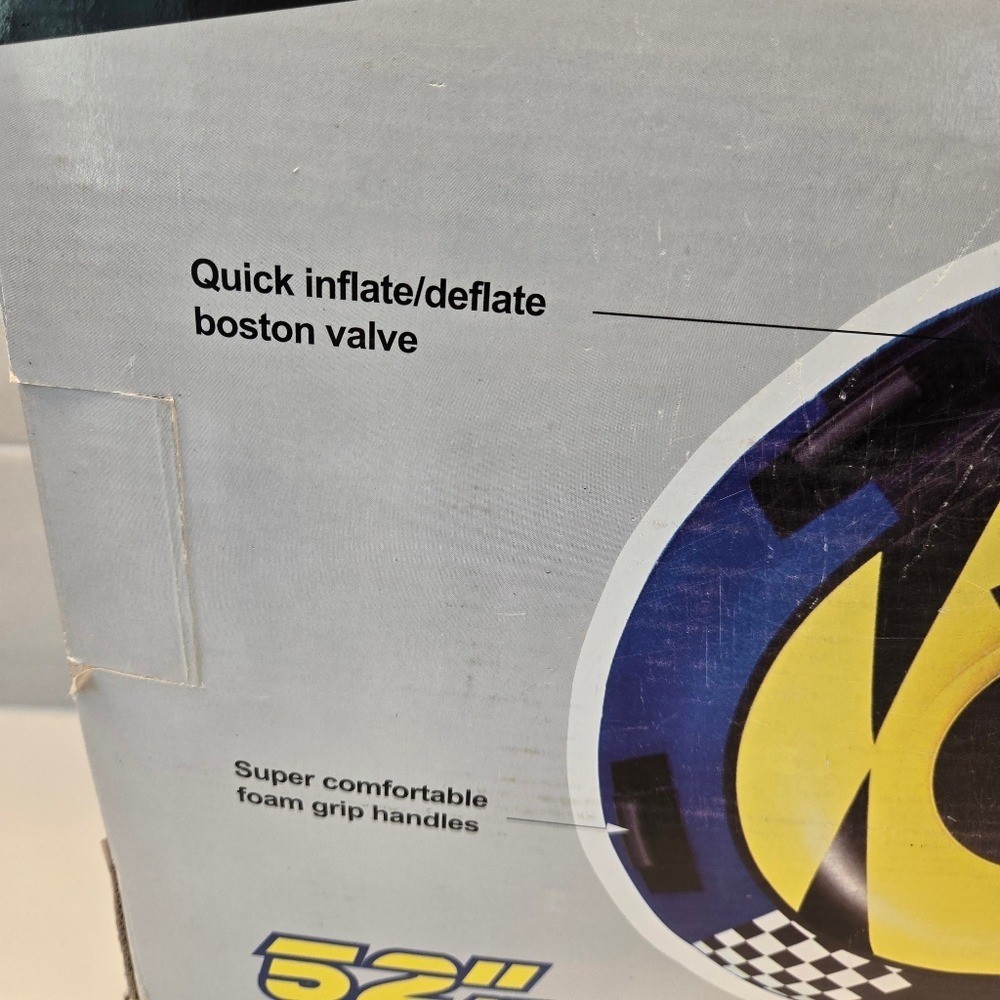 Quick inflate/deflate
boston valve
Super comfortable
foam grip handles
52"